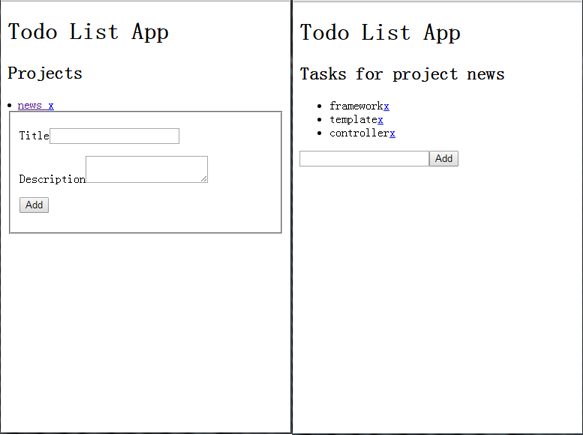 Todo List App
Projects
news x
Title
Description
Add
Todo List App
Tasks for project news
frameworkx
templatex
controllerx
Add